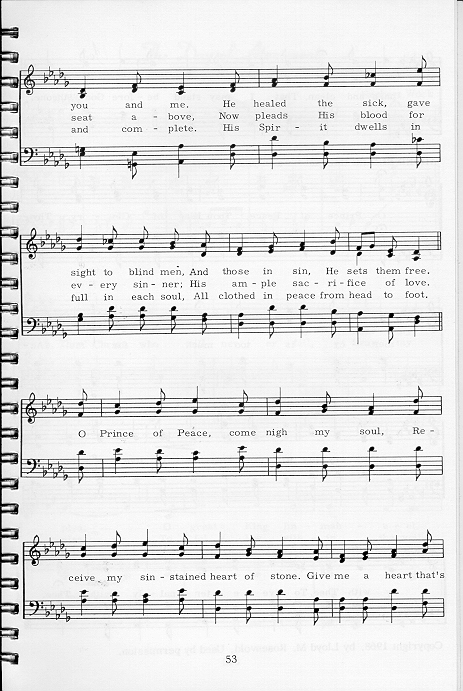 you and me. He healed the sick, gave
seat a - bove, Now pleads His blood for
and com - plete. His Spir - it dwells in
sight to blind men, And those in sin, He sets them free.
ev - ery sin - ner; His am - ple sac - ri - fice of love.
full in each soul, All clothed in peace from head to foot.
O Prince of Peace, come nigh my soul, Re -
ceive my sin - stained heart of stone. Give me a heart that's
53